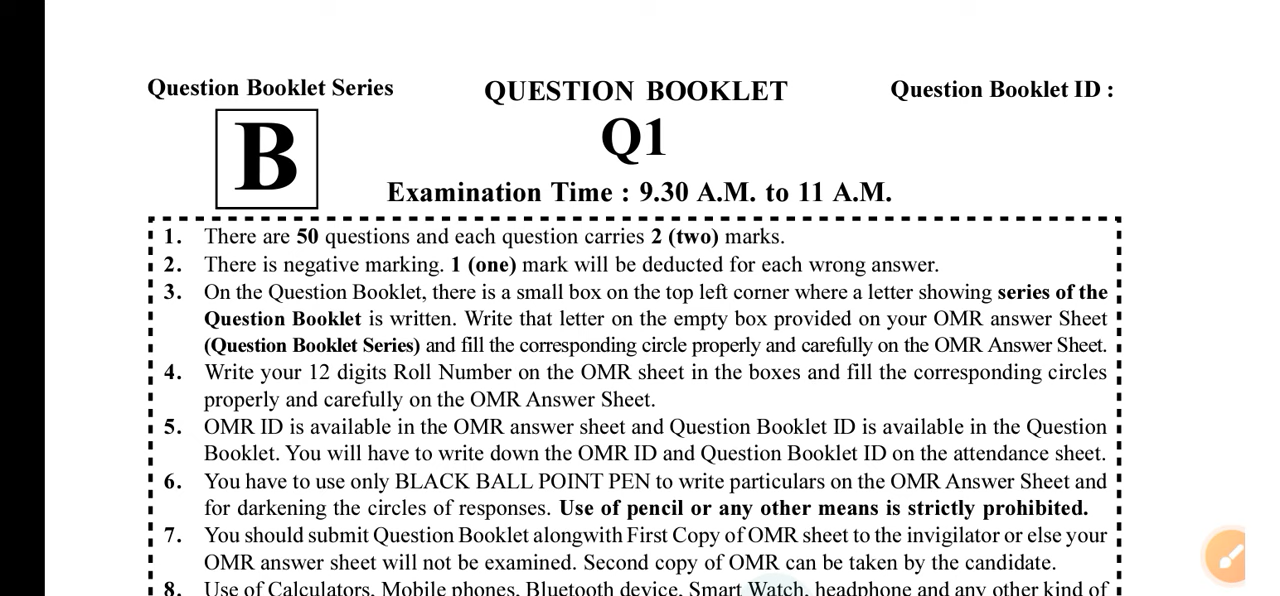 Question Booklet Series QUESTION BOOKLET Question Booklet ID :
B Q1
Examination Time : 9.30 A.M. to 11 A.M.
1. There are 50 questions and each question carries 2 (two) marks.
2. There is negative marking. 1 (one) mark will be deducted for each wrong answer.
3. On the Question Booklet, there is a small box on the top left corner where a letter showing series of the
Question Booklet is written. Write that letter on the empty box provided on your OMR answer Sheet
(Question Booklet Series) and fill the corresponding circle properly and carefully on the OMR Answer Sheet.
4. Write your 12 digits Roll Number on the OMR sheet in the boxes and fill the corresponding circles
properly and carefully on the OMR Answer Sheet.
5. OMR ID is available in the OMR answer sheet and Question Booklet ID is available in the Question
Booklet. You will have to write down the OMR ID and Question Booklet ID on the attendance sheet.
6. You have to use only BLACK BALL POINT PEN to write particulars on the OMR Answer Sheet and
for darkening the circles of responses. Use of pencil or any other means is strictly prohibited.
7. You should submit Question Booklet alongwith First Copy of OMR sheet to the invigilator or else your
OMR answer sheet will not be examined. Second copy of OMR can be taken by the candidate.
8. Use of Calculators, Mobile phones, Bluetooth device, Smart Watch, headphone and any other kind of